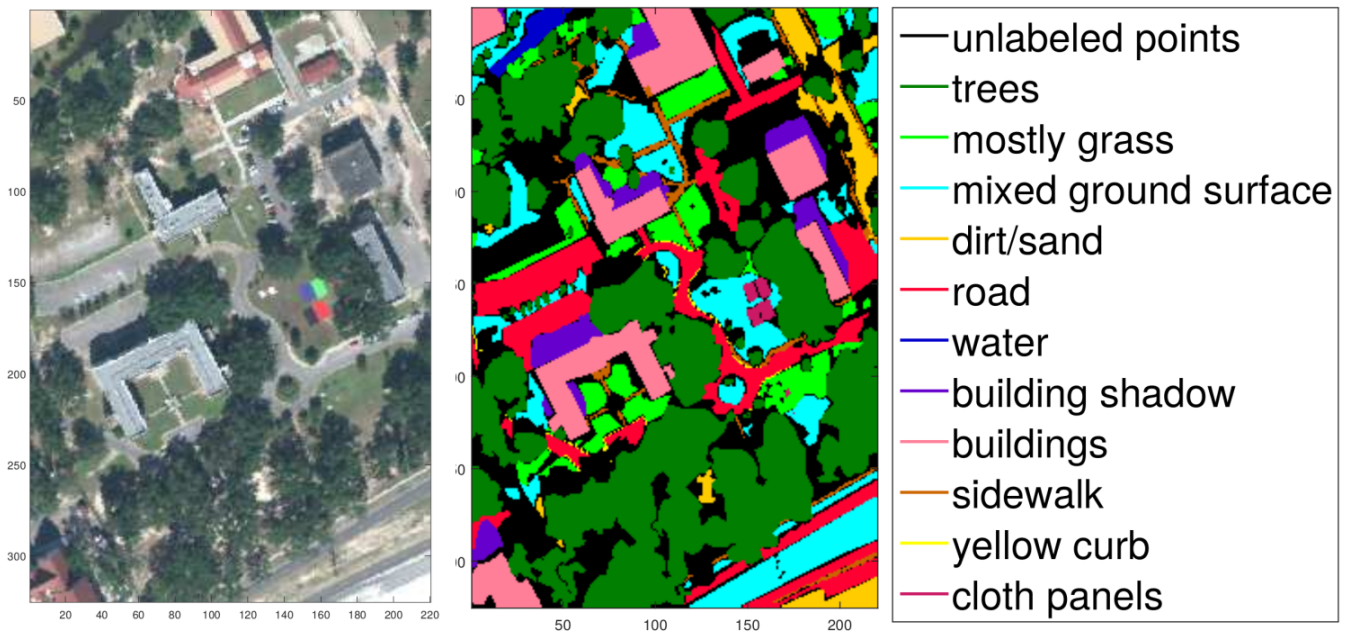 50
100
150
200
250
300
20 40 60 80 100 120 140 160 180 200 220
50 100 150 200
unlabeled points
trees
mostly grass
mixed ground surface
dirt/sand
road
water
building shadow
buildings
sidewalk
yellow curb
cloth panels